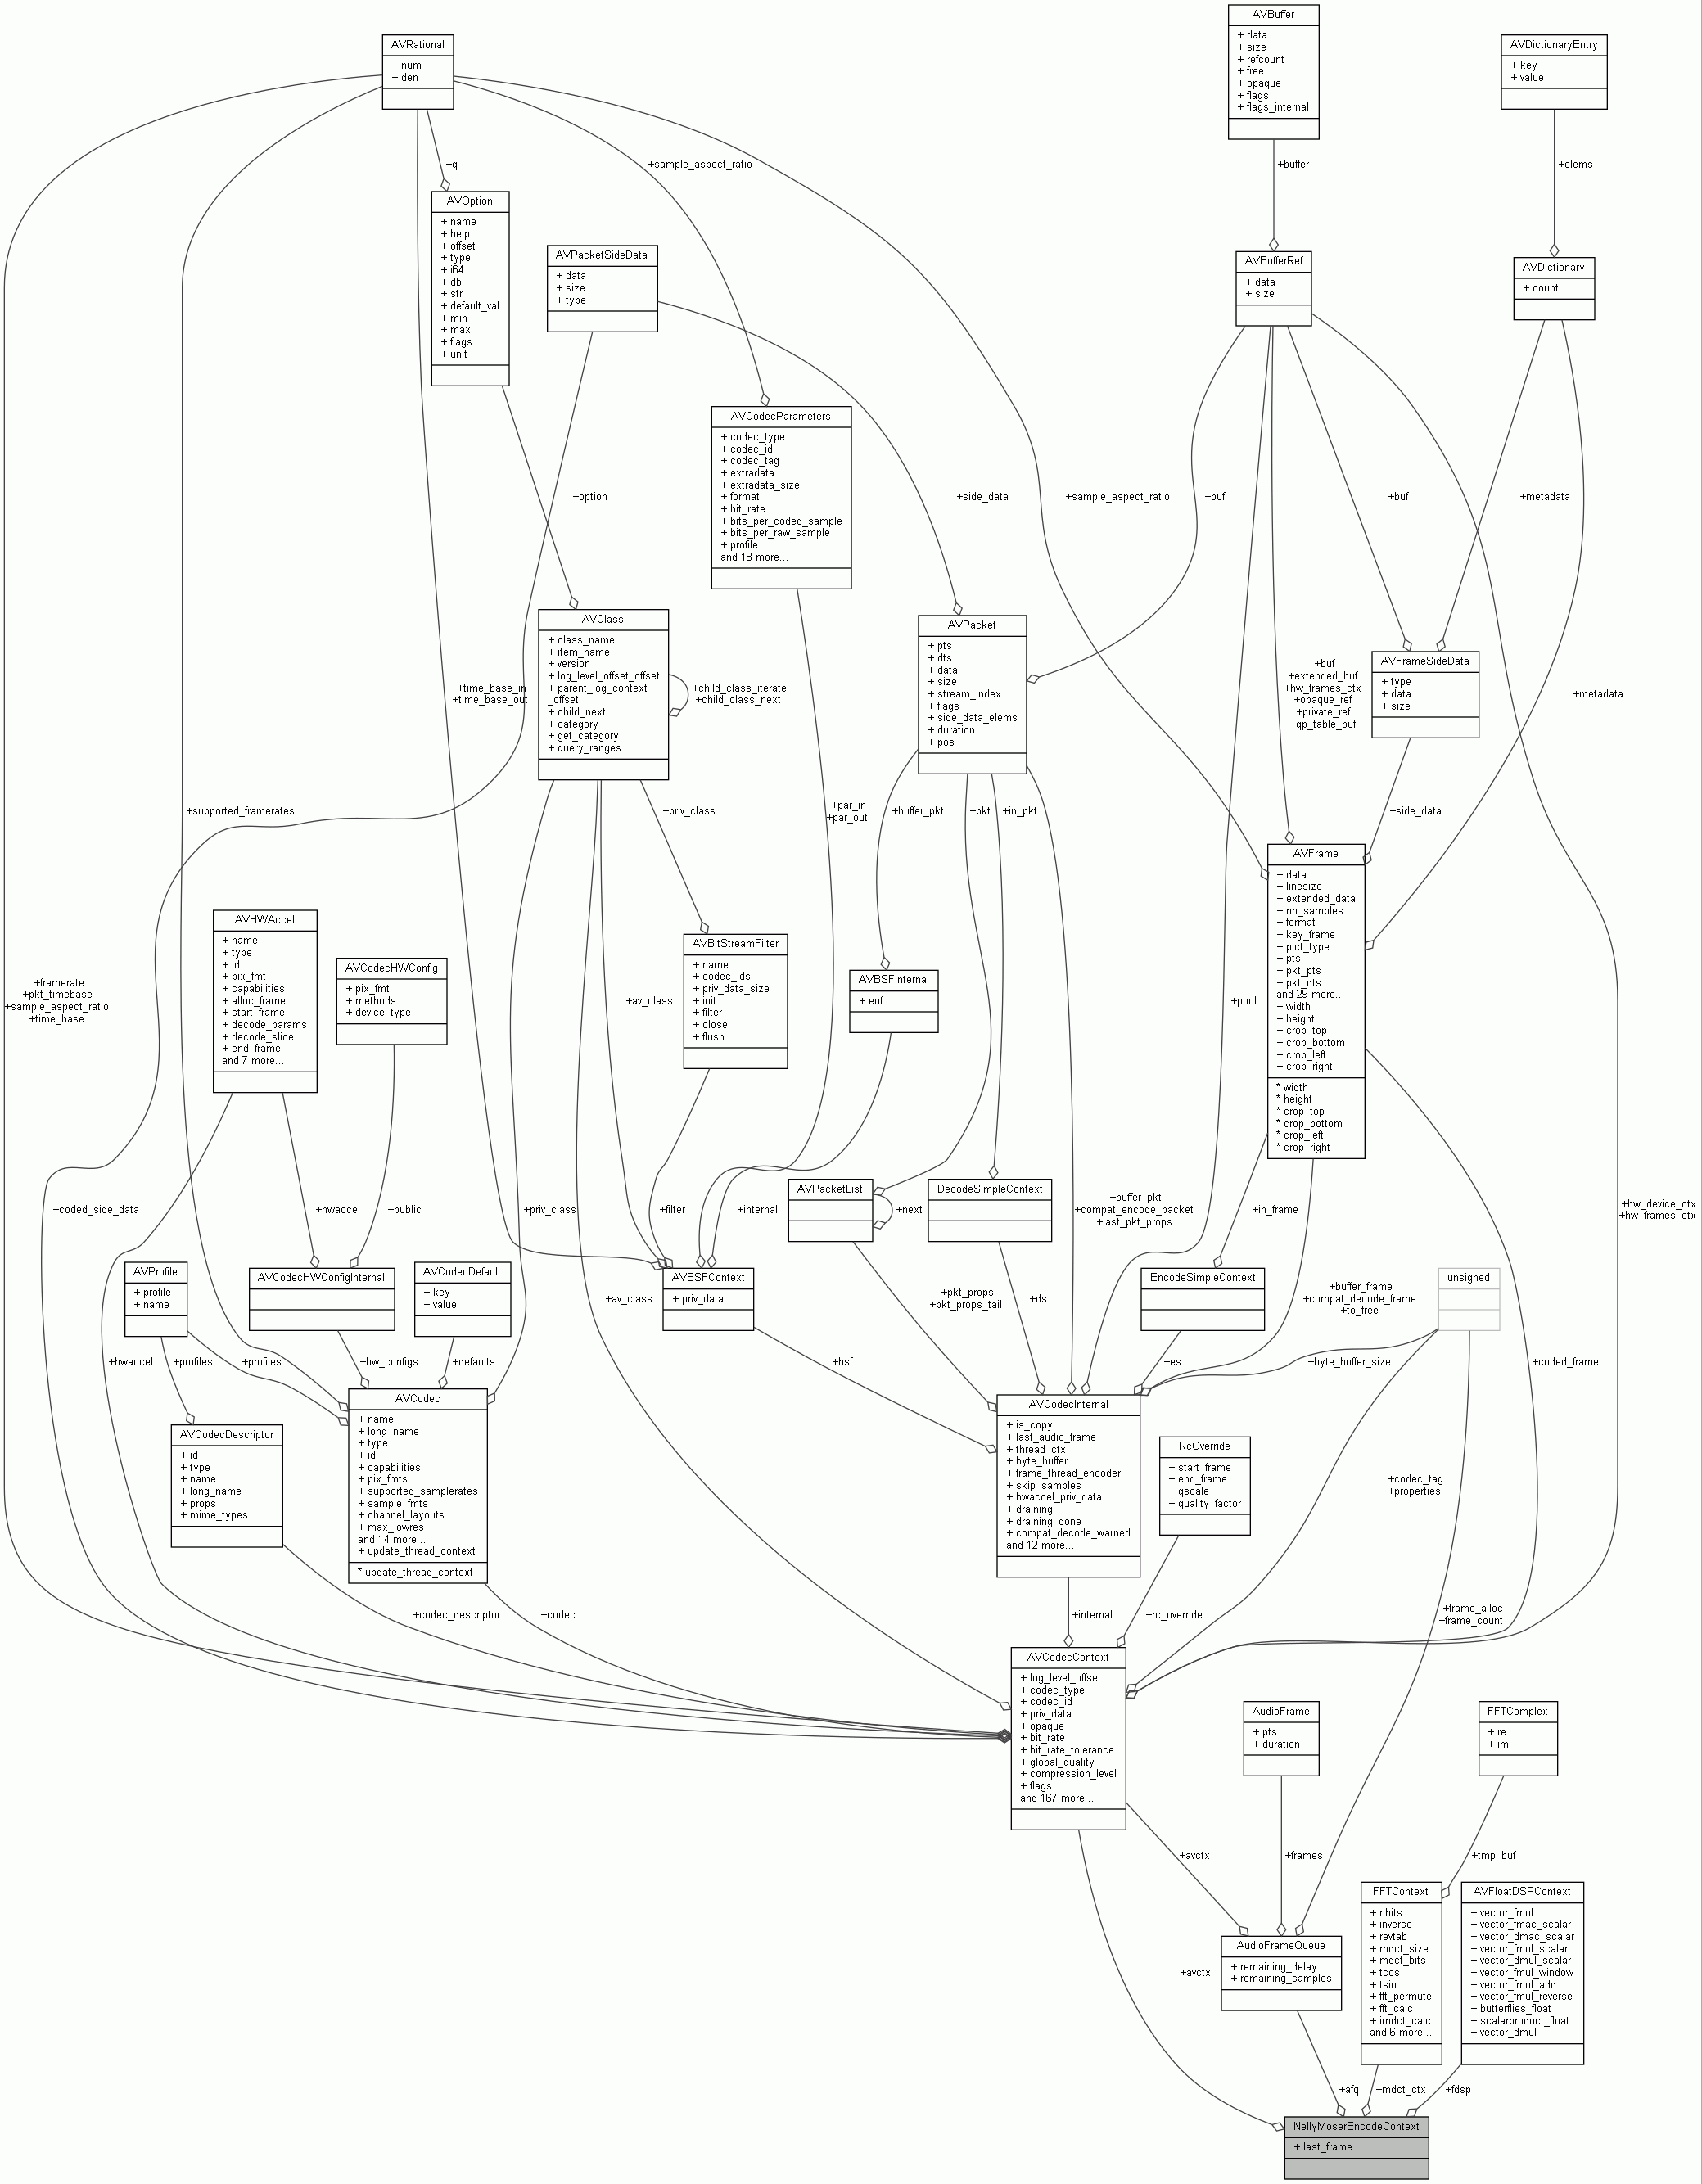 AVBuffer
+ data
+ size
+ refcount
+ free
+ opaque
+ flags
+ flags_internal
AVRational
+ num
+ den
AVDictionaryEntry
+ key
+ value
+q
+sample_aspect_ratio
+buffer
+elems
AVOption
+ name
+ help
+ offset
+ type
+ i64
+ dbl
+ str
+ default_val
+ min
+ max
+ flags
+ unit
AVPacketSideData
+ data
+ size
+ type
AVBufferRef
+ data
+ size
AVDictionary
+ count
AVCodecParameters
+ codec_type
+ codec_id
+ codec_tag
+ extradata
+ extradata_size
+ format
+ bit_rate
+ bits_per_coded_sample
+ bits_per_raw_sample
+ profile
and 18 more...
+option
+side_data
+sample_aspect_ratio
+buf
+buf
+metadata
AVClass
+ class_name
+ item_name
+ version
+ log_level_offset_offset
+ parent_log_context
_offset
+ child_next
+ category
+ get_category
+ query_ranges
+time_base_in
+time_base_out
+child_class_iterate
+child_class_next
AVPacket
+ pts
+ dts
+ data
+ size
+ stream_index
+ flags
+ side_data_elems
+ duration
+ pos
+buf
+extended_buf
+hw_frames_ctx
+opaque_ref
+private_ref
+qp_table_buf
AVFrameSideData
+ type
+ data
+ size
+metadata
+supported_framerates
+priv_class
+par_in
+par_out
+buffer_pkt
+pkt
+in_pkt
+side_data
AVFrame
+ data
+ linesize
+ extended_data
+ nb_samples
+ format
+ key_frame
+ pict_type
+ pts
+ pkt_pts
+ pkt_dts
and 29 more...
+ width
+ height
+ crop_top
+ crop_bottom
+ crop_left
+ crop_right
* width
* height
* crop_top
* crop_bottom
* crop_left
* crop_right
+framerate
+pkt_timebase
+sample_aspect_ratio
+time_base
AVHWAccel
+ name
+ type
+ id
+ pix_fmt
+ capabilities
+ alloc_frame
+ start_frame
+ decode_params
+ decode_slice
+ end_frame
and 7 more...
AVCodecHWConfig
+ pix_fmt
+ methods
+ device_type
+av_class
AVBitStreamFilter
+ name
+ codec_ids
+ priv_data_size
+ init
+ filter
+ close
+ flush
AVBSFInternal
+ eof
+pool
+coded_side_data
+hwaccel
+public
+priv_class
+filter
+internal
AVPacketList
+next
DecodeSimpleContext
+buffer_pkt
+compat_encode_packet
+last_pkt_props
+in_frame
+hw_device_ctx
+hw_frames_ctx
AVProfile
+ profile
+ name
AVCodecHWConfigInternal
AVCodecDefault
+ key
+ value
+av_class
AVBSFContext
+ priv_data
+pkt_props
+pkt_props_tail
+ds
EncodeSimpleContext
+buffer_frame
+compat_decode_frame
+to_free
unsigned
+hwaccel
+profiles
+profiles
+hw_configs
+defaults
+bsf
+es
+byte_buffer_size
+coded_frame
AVCodecDescriptor
+ id
+ type
+ name
+ long_name
+ props
+ mime_types
AVCodec
+ name
+ long_name
+ type
+ id
+ capabilities
+ pix_fmts
+ supported_samplerates
+ sample_fmts
+ channel_layouts
+ max_lowres
and 14 more...
+ update_thread_context
* update_thread_context
AVCodecInternal
+ is_copy
+ last_audio_frame
+ thread_ctx
+ byte_buffer
+ frame_thread_encoder
+ skip_samples
+ hwaccel_priv_data
+ draining
+ draining_done
+ compat_decode_warned
and 12 more...
RcOverride
+ start_frame
+ end_frame
+ qscale
+ quality_factor
+codec_tag
+properties
+codec_descriptor
+codec
+internal
+rc_override
+frame_alloc
+frame_count
AVCodecContext
+ log_level_offset
+ codec_type
+ codec_id
+ priv_data
+ opaque
+ bit_rate
+ bit_rate_tolerance
+ global_quality
+ compression_level
+ flags
and 167 more...
AudioFrame
+ pts
+ duration
FFTComplex
+ re
+ im
+avctx
+frames
+tmp_buf
+avctx
AudioFrameQueue
+ remaining_delay
+ remaining_samples
FFTContext
+ nbits
+ inverse
+ revtab
+ mdct_size
+ mdct_bits
+ tcos
+ tsin
+ fft_permute
+ fft_calc
+ imdct_calc
and 6 more...
AVFloatDSPContext
+ vector_fmul
+ vector_fmac_scalar
+ vector_dmac_scalar
+ vector_fmul_scalar
+ vector_dmul_scalar
+ vector_fmul_window
+ vector_fmul_add
+ vector_fmul_reverse
+ butterflies_float
+ scalarproduct_float
+ vector_dmul
+afq
+mdct_ctx
+fdsp
NellyMoserEncodeContext
+ last_frame